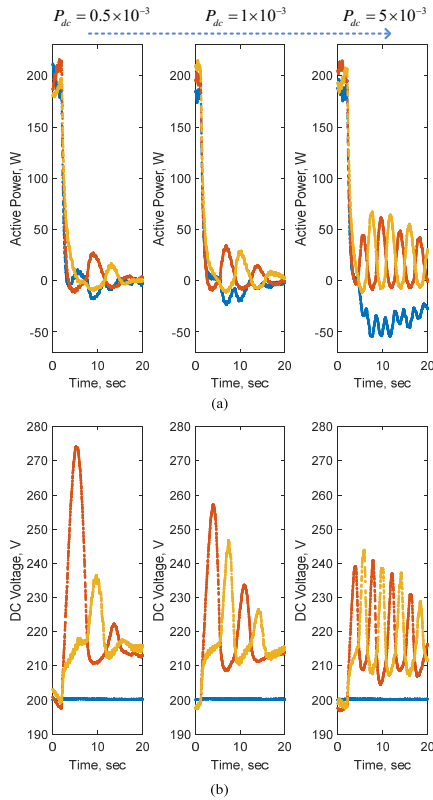 P_dc = 0.5×10⁻³ P_dc = 1×10⁻³ P_dc = 5×10⁻³
200 200 200
150 150 150
100 100 100
50 50 50
0 0 0
-50 -50 -50
Active Power, W Active Power, W Active Power, W
0 10 20 0 10 20 0 10 20
Time, sec Time, sec Time, sec
(a)
280 280 280
270 270 270
260 260 260
250 250 250
240 240 240
230 230 230
220 220 220
210 210 210
200 200 200
190 190 190
DC Voltage, V DC Voltage, V DC Voltage, V
0 10 20 0 10 20 0 10 20
Time, sec Time, sec Time, sec
(b)